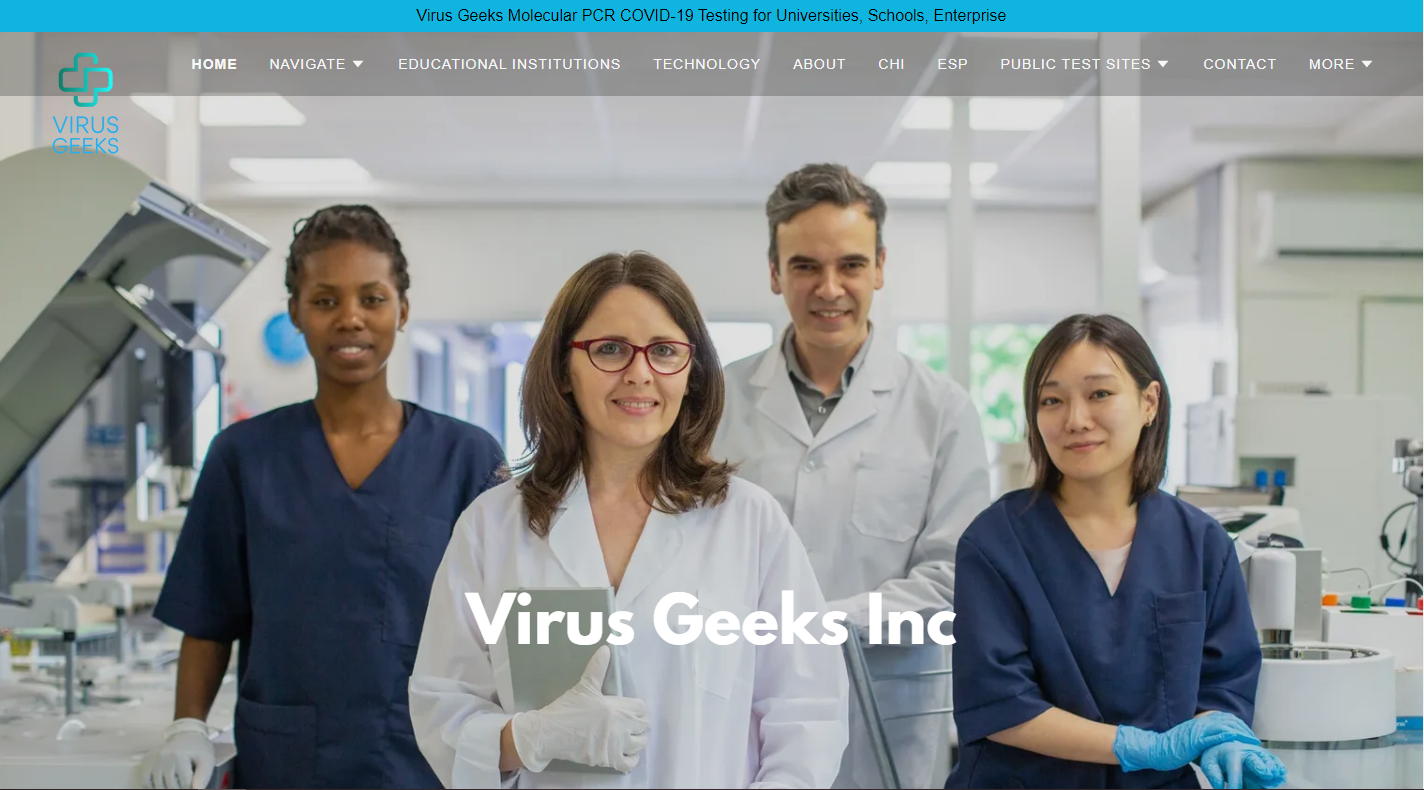 Virus Geeks Molecular PCR COVID-19 Testing for Universities, Schools, Enterprise
HOME NAVIGATE EDUCATIONAL INSTITUTIONS TECHNOLOGY ABOUT CHI ESP PUBLIC TEST SITES CONTACT MORE
VIRUS
GEEKS
Virus Geeks Inc